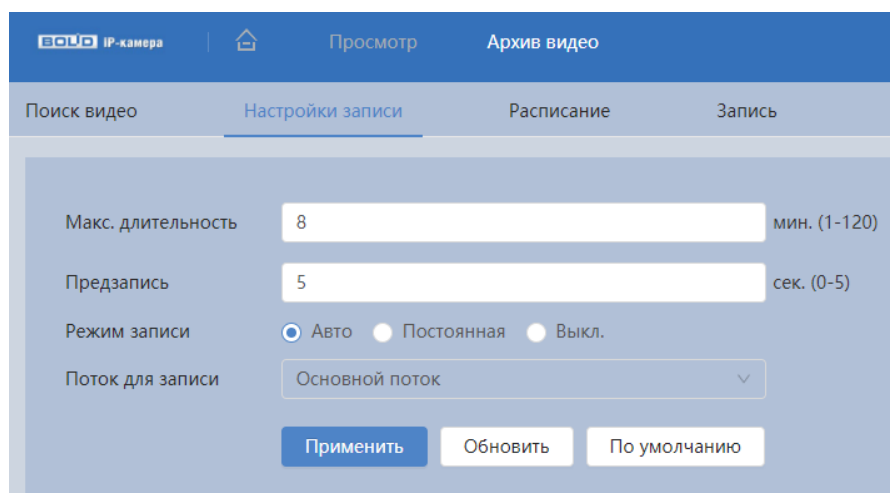 BOLID IP-камера Просмотр Архив видео
Поиск видео Настройки записи Расписание Запись
Макс. длительность 8 мин. (1-120)
Предзапись 5 сек. (0-5)
Режим записи Авто Постоянная Выкл.
Поток для записи Основной поток
Применить Обновить По умолчанию